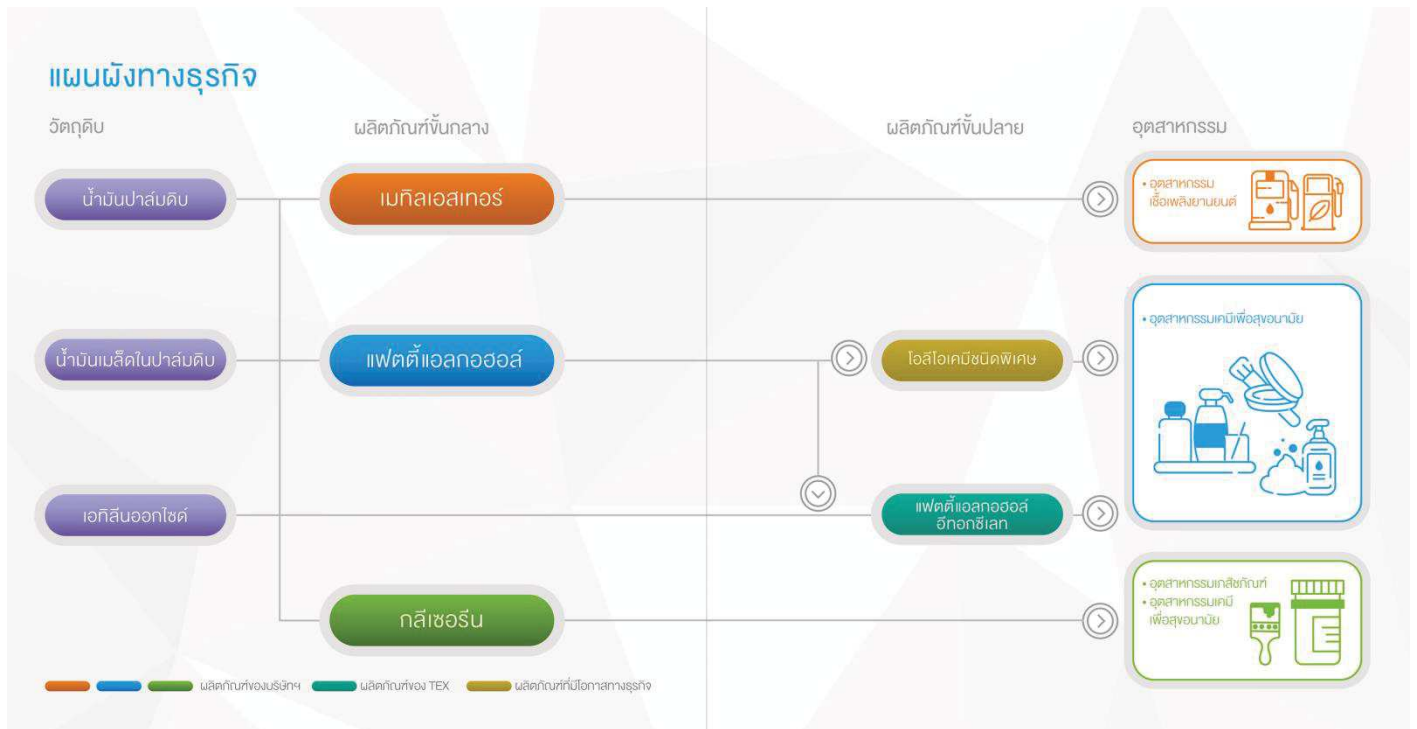 แผนผังทางธุรกิจ
วัตถุดิบ
ผลิตภัณฑ์ขั้นกลาง
ผลิตภัณฑ์ขั้นปลาย
อุตสาหกรรม
น้ำมันปาล์มดิบ
เมทิลเอสเทอร์
• อุตสาหกรรม
เชื้อเพลิงยานยนต์
น้ำมันเมล็ดในปาล์มดิบ
แฟตตี้แอลกอฮอล์
โอลีโอเคมีชนิดพิเศษ
• อุตสาหกรรมเคมีเพื่อสุขอนามัย
เอทิลีนออกไซด์
แฟตตี้แอลกอฮอล์
อีทอกซีเลท
กลีเซอรีน
• อุตสาหกรรมเภสัชภัณฑ์
• อุตสาหกรรมเคมี
เพื่อสุขอนามัย
ผลิตภัณฑ์ของบริษัทฯ
ผลิตภัณฑ์ของ TEX
ผลิตภัณฑ์ที่มีโอกาสทางธุรกิจ